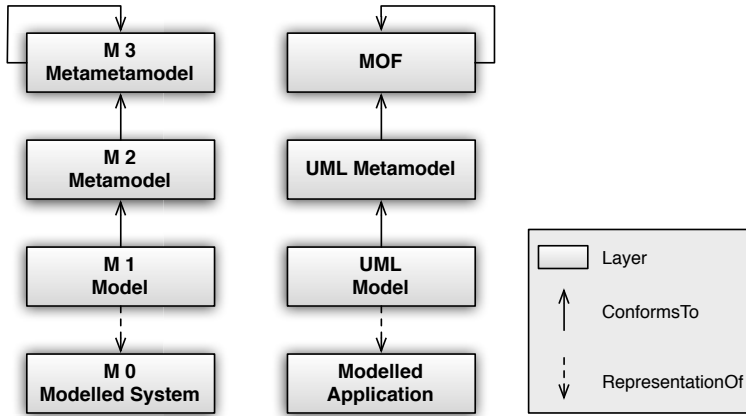 M 3
Metametamodel
MOF
M 2
Metamodel
UML Metamodel
M 1
Model
UML
Model
M 0
Modelled System
Modelled
Application
Layer
ConformsTo
RepresentationOf